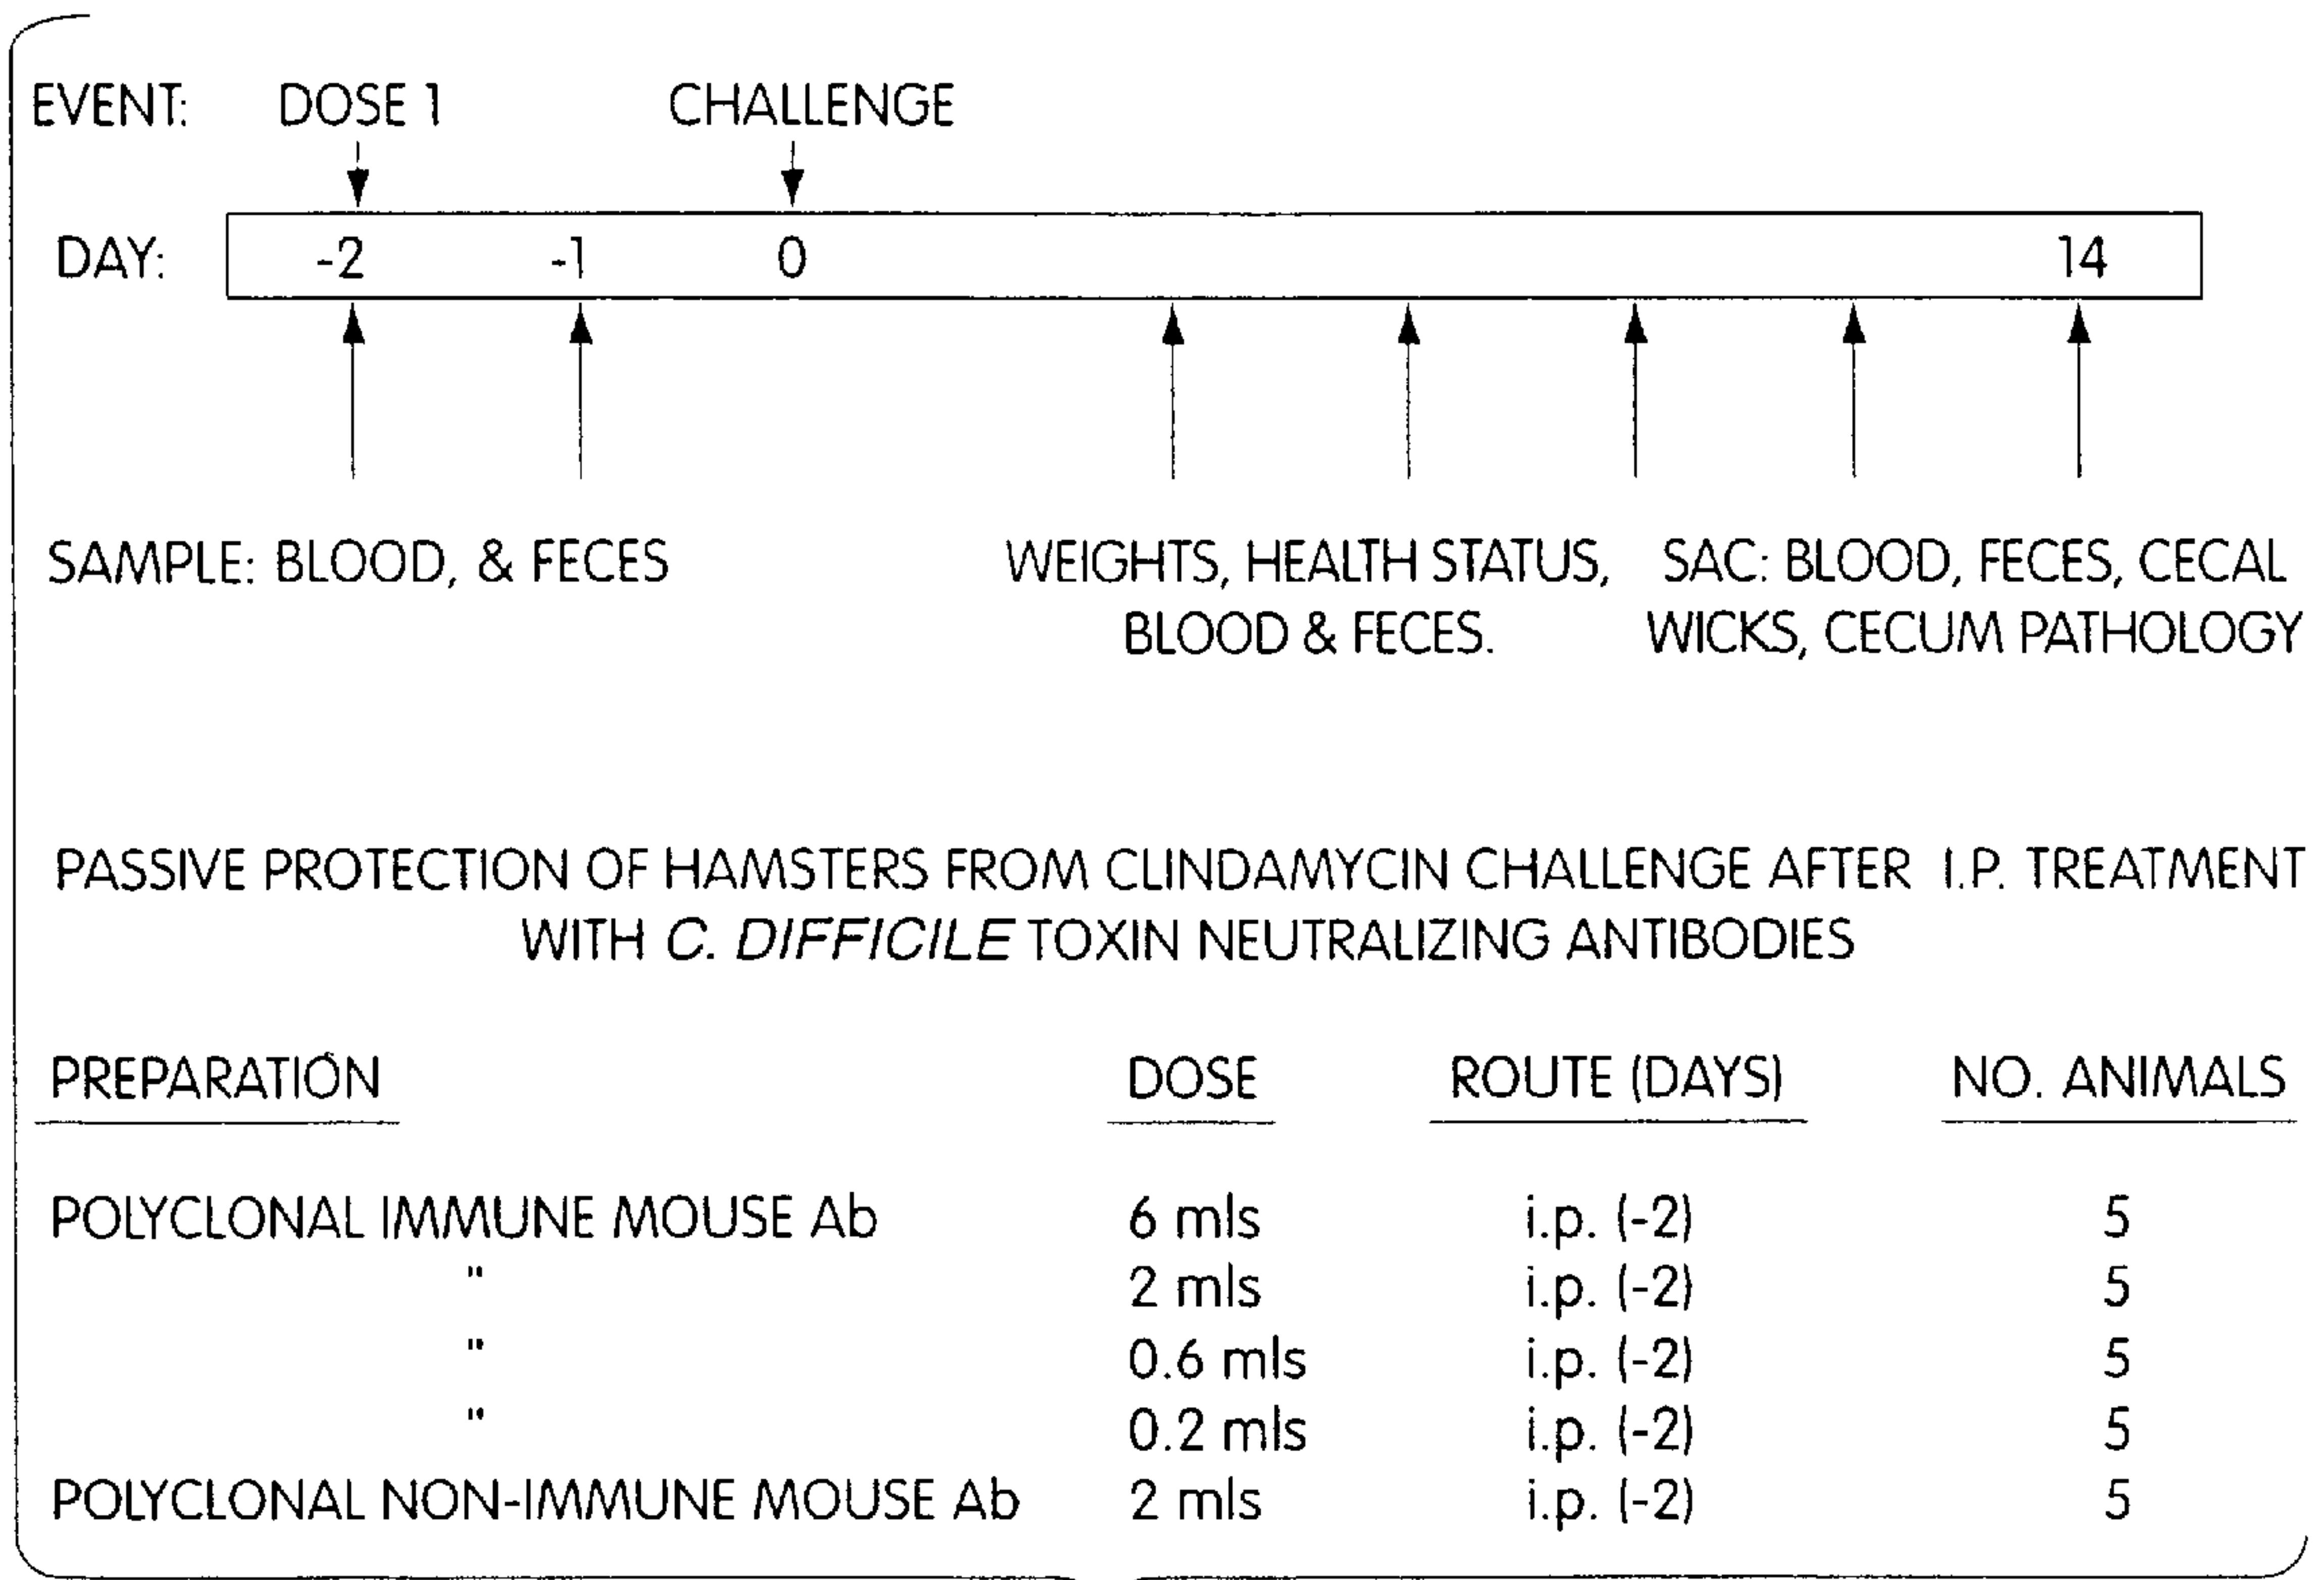 EVENT: DOSE 1 CHALLENGE
DAY: -2 -1 0 14
SAMPLE: BLOOD, & FECES WEIGHTS, HEALTH STATUS, SAC: BLOOD, FECES, CECAL
BLOOD & FECES. WICKS, CECUM PATHOLOGY
PASSIVE PROTECTION OF HAMSTERS FROM CLINDAMYCIN CHALLENGE AFTER I.P. TREATMENT
WITH C. DIFFICILE TOXIN NEUTRALIZING ANTIBODIES
PREPARATION DOSE ROUTE (DAYS) NO. ANIMALS
POLYCLONAL IMMUNE MOUSE Ab 6 mls i.p. (-2) 5
" 2 mls i.p. (-2) 5
" 0.6 mls i.p. (-2) 5
" 0.2 mls i.p. (-2) 5
POLYCLONAL NON-IMMUNE MOUSE Ab 2 mls i.p. (-2) 5